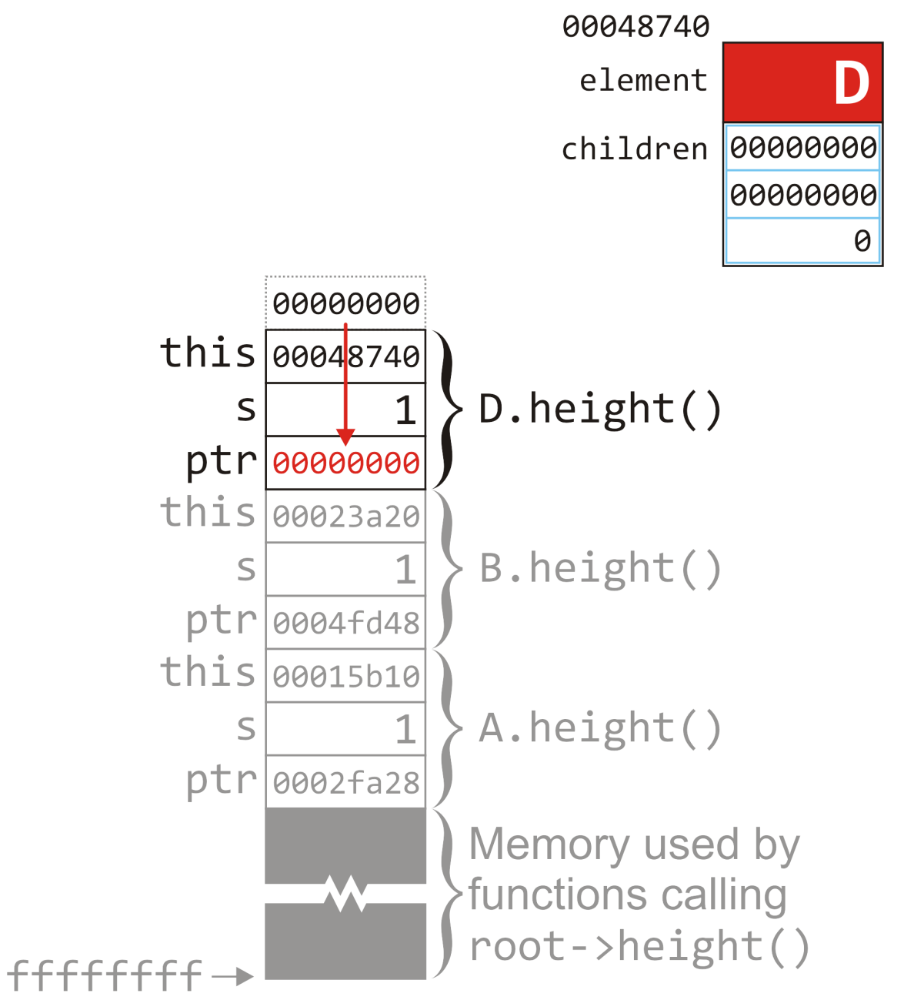 00048740
element D
children 00000000
00000000
0
00000000
this 00048740
s 1 D.height()
ptr 00000000
this 00023a20
s 1 B.height()
ptr 0004fd48
this 00015b10
s 1 A.height()
ptr 0002fa28
Memory used by
functions calling
root->height()
ffffffff